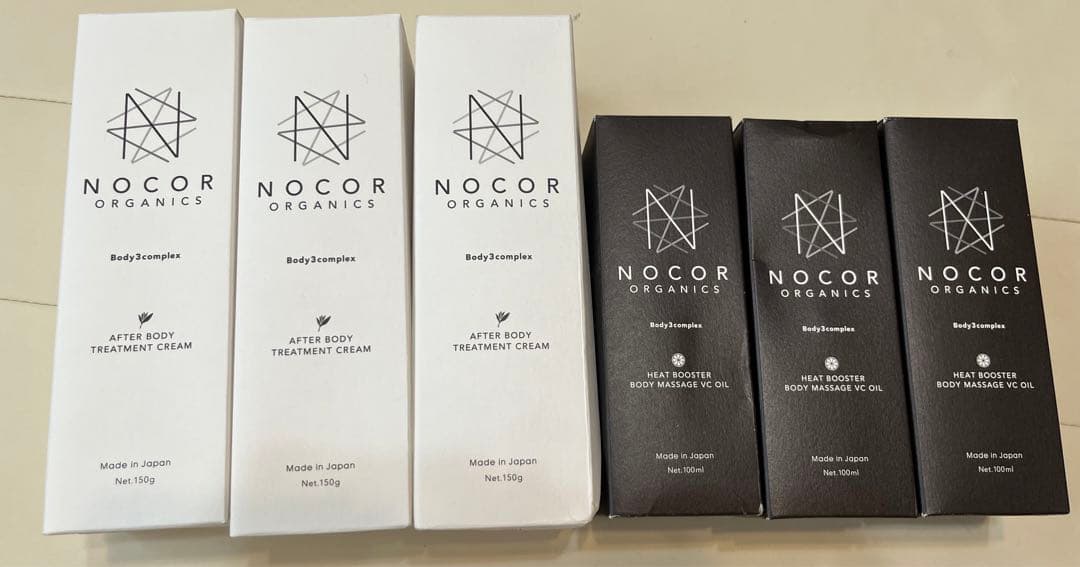 NOCOR
ORGANICS
Body3complex
AFTER BODY
TREATMENT CREAM
Made in Japan
Net.150g
NOCOR
ORGANICS
Body3complex
AFTER BODY
TREATMENT CREAM
Made in Japan
Net.150g
NOCOR
ORGANICS
Body3complex
AFTER BODY
TREATMENT CREAM
Made in Japan
Net.150g
NOCOR
ORGANICS
Body3complex
HEAT BOOSTER
BODY MASSAGE VC OIL
Made in Japan
Net.100ml
NOCOR
ORGANICS
Body3complex
HEAT BOOSTER
BODY MASSAGE VC OIL
Made in Japan
Net.100ml
NOCOR
ORGANICS
Body3complex
HEAT BOOSTER
BODY MASSAGE VC OIL
Made in Japan
Net.100ml